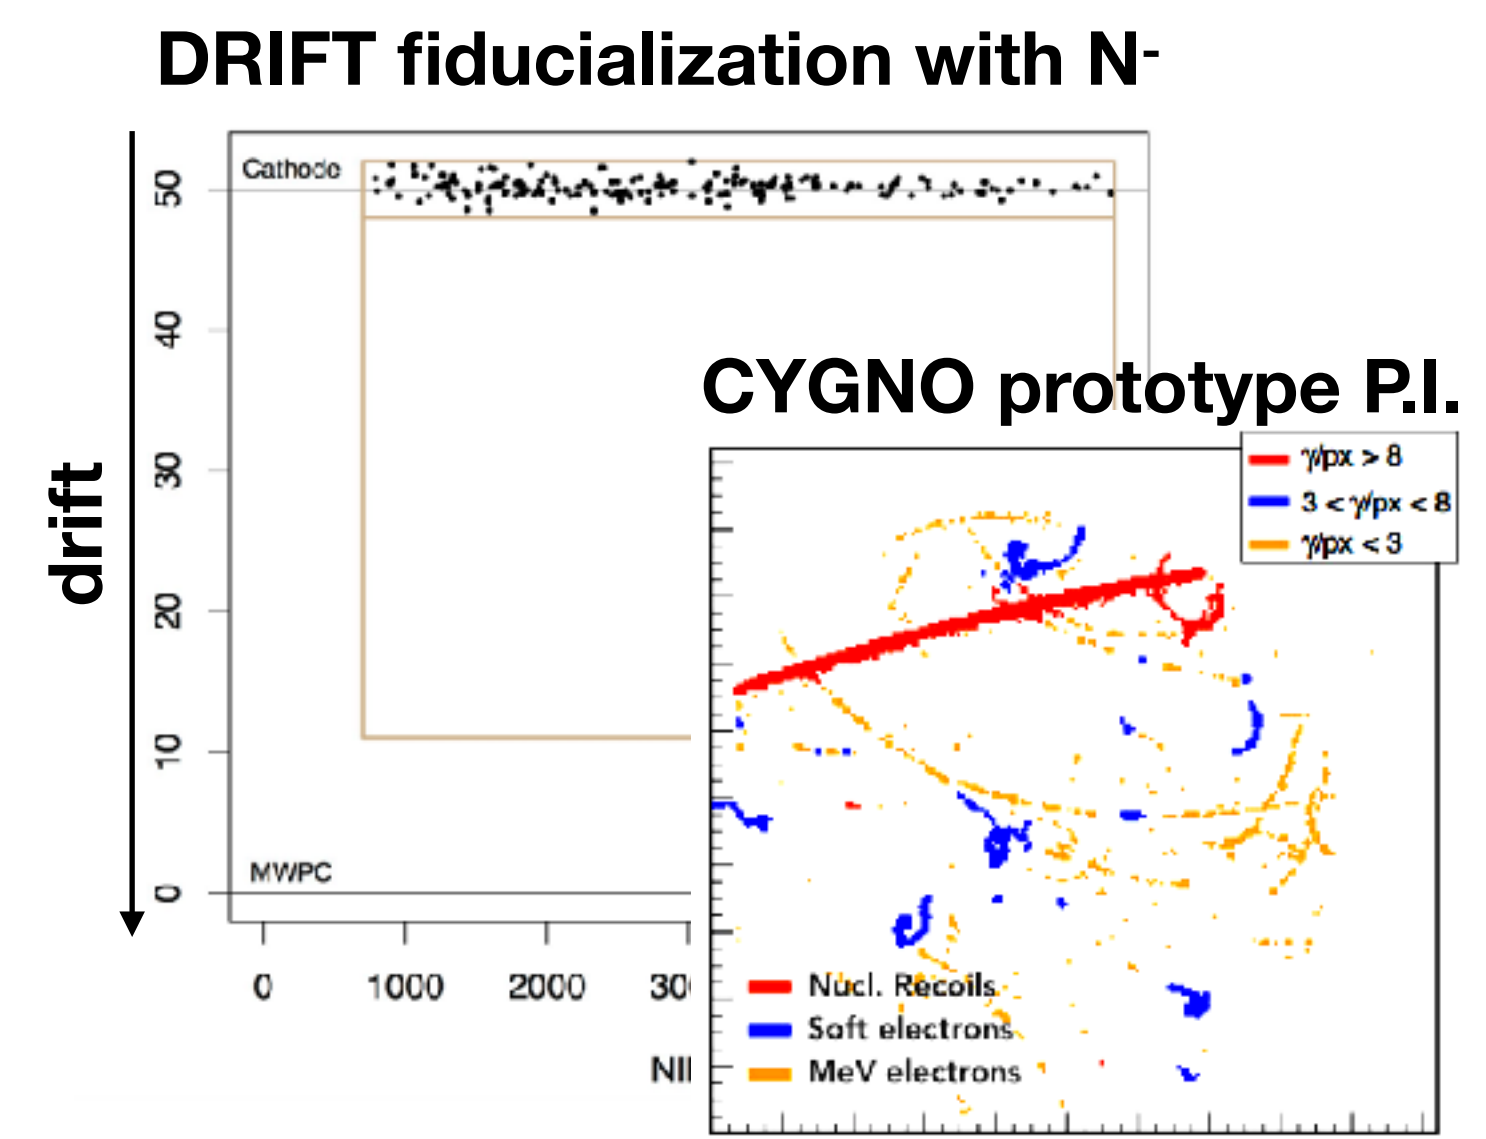 DRIFT fiducialization with N-
Cathode
50
40
30
20
10
0
MWPC
drift
0 1000 2000
CYGNO prototype P.I.
γ/px > 8
3 < γ/px < 8
γ/px < 3
Nucl. Recoils
Soft electrons
MeV electrons